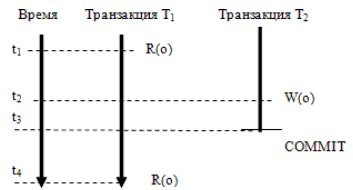 Время Транзакция T₁ Транзакция T₂
t₁ R(o)
t₂ W(o)
t₃
COMMIT
t₄ R(o)